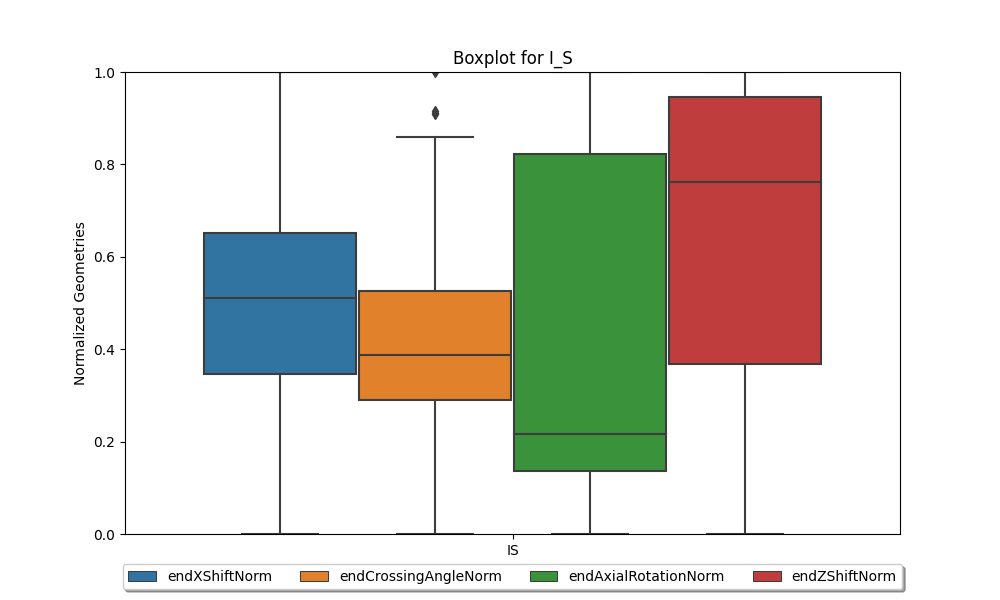 Boxplot for I_S
1.0
0.8
0.6
0.4
0.2
0.0
Normalized Geometries
IS
endXShiftNorm endCrossingAngleNorm endAxialRotationNorm endZShiftNorm